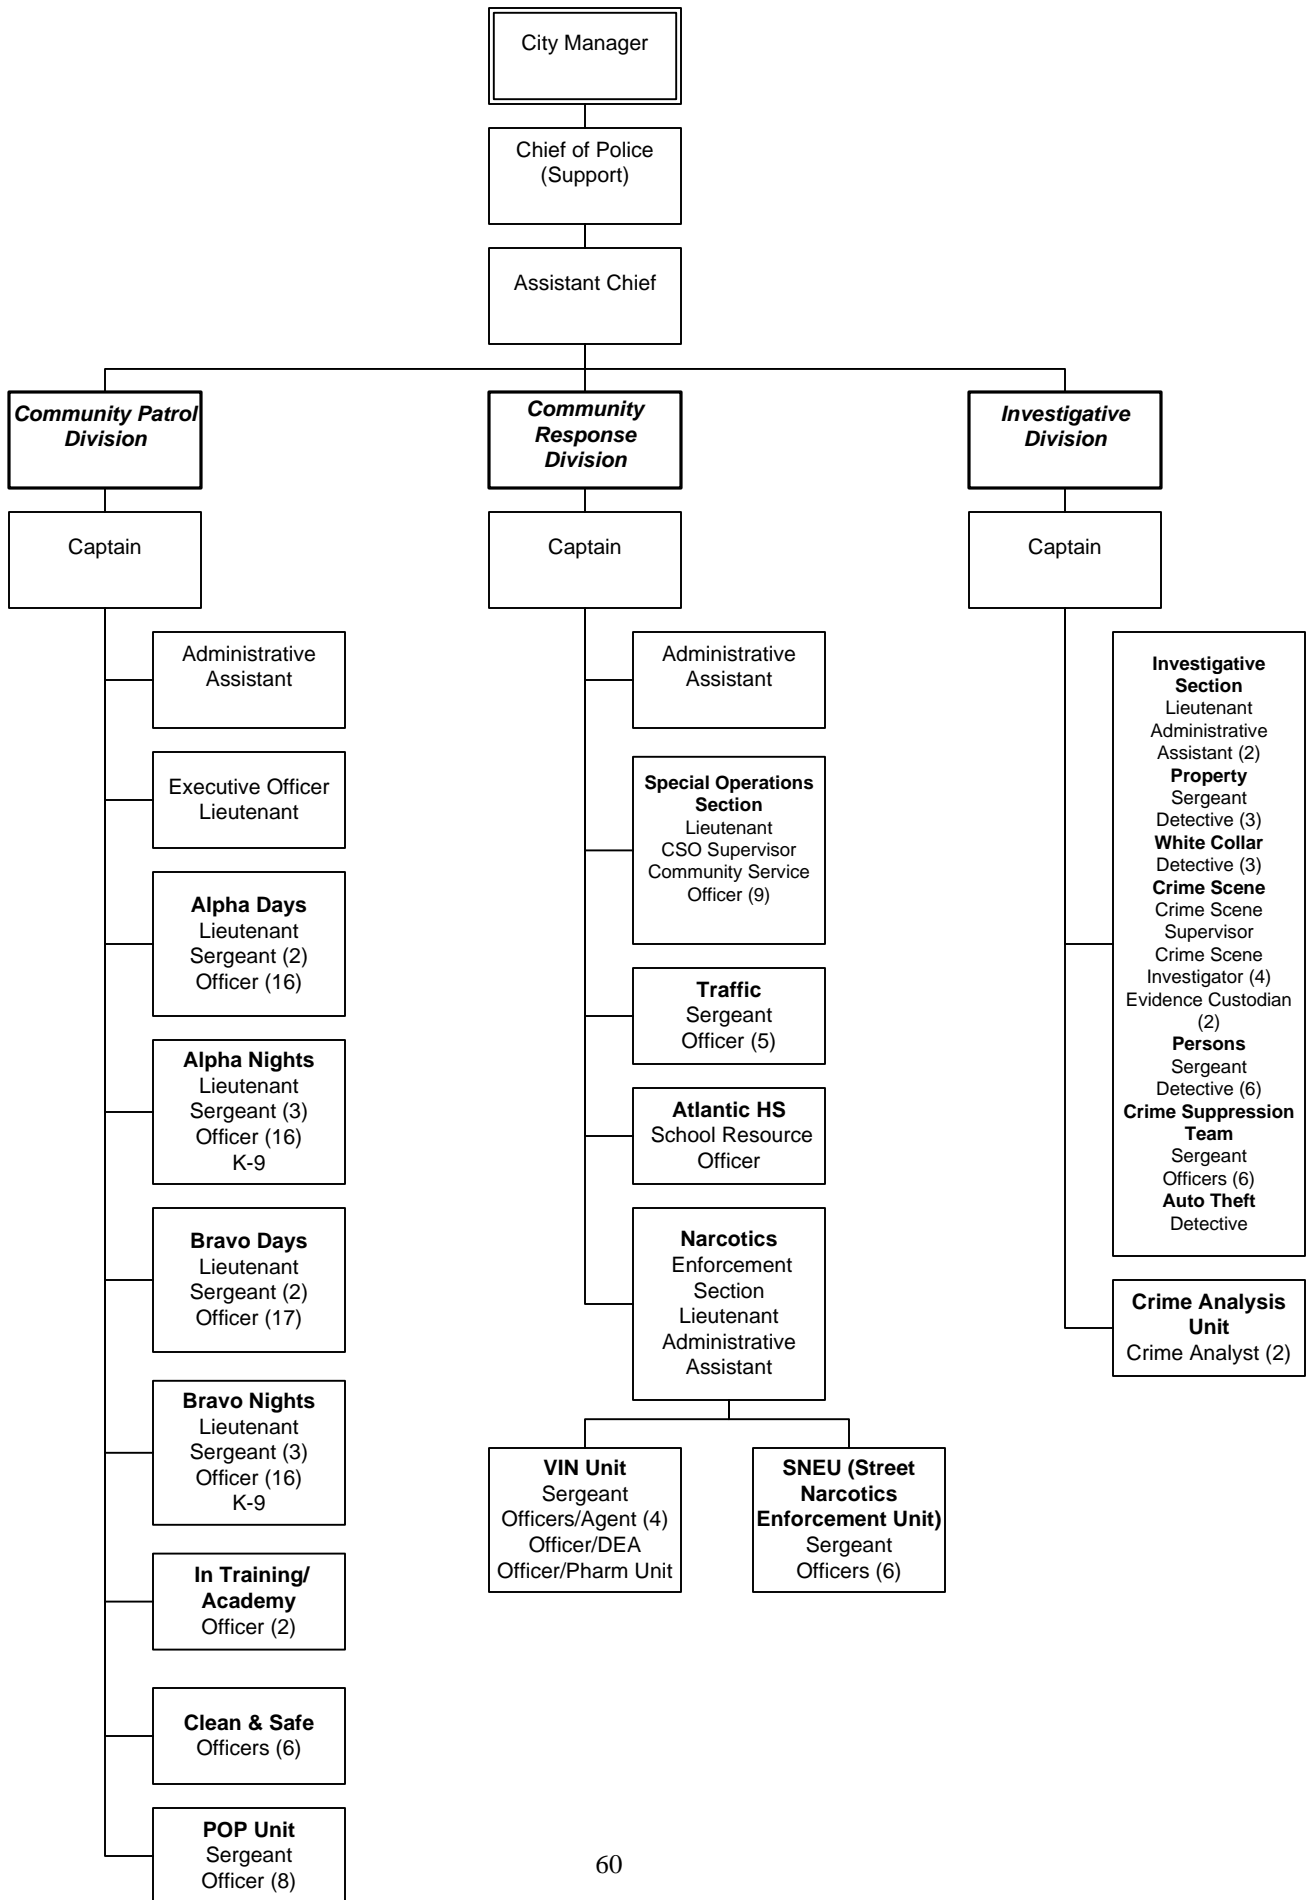 City Manager
Chief of Police
(Support)
Assistant Chief
Community Patrol
Division
Captain
Administrative
Assistant
Executive Officer
Lieutenant
Alpha Days
Lieutenant
Sergeant (2)
Officer (16)
Alpha Nights
Lieutenant
Sergeant (3)
Officer (16)
K-9
Bravo Days
Lieutenant
Sergeant (2)
Officer (17)
Bravo Nights
Lieutenant
Sergeant (3)
Officer (16)
K-9
In Training/
Academy
Officer (2)
Clean & Safe
Officers (6)
POP Unit
Sergeant
Officer (8)
Community
Response
Division
Captain
Administrative
Assistant
Special Operations
Section
Lieutenant
CSO Supervisor
Community Service
Officer (9)
Traffic
Sergeant
Officer (5)
Atlantic HS
School Resource
Officer
Narcotics
Enforcement
Section
Lieutenant
Administrative
Assistant
VIN Unit
Sergeant
Officers/Agent (4)
Officer/DEA
Officer/Pharm Unit
SNEU (Street
Narcotics
Enforcement Unit)
Sergeant
Officers (6)
Investigative
Division
Captain
Investigative
Section
Lieutenant
Administrative
Assistant (2)
Property
Sergeant
Detective (3)
White Collar
Detective (3)
Crime Scene
Crime Scene
Supervisor
Crime Scene
Investigator (4)
Evidence Custodian
(2)
Persons
Sergeant
Detective (6)
Crime Suppression
Team
Sergeant
Officers (6)
Auto Theft
Detective
Crime Analysis
Unit
Crime Analyst (2)
60